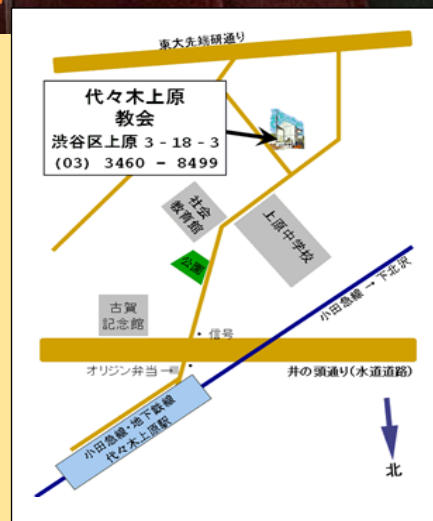 東大先端研通り
代々木上原
教会
渋谷区上原 3 - 18 - 3
(03) 3460 - 8499
社会
教育館
上原中学校
公園
古賀
記念館
小田急線 → 下北沢
・信号
オリジン弁当→
井の頭通り(水道道路)
小田急線・地下鉄線
代々木上原駅
北